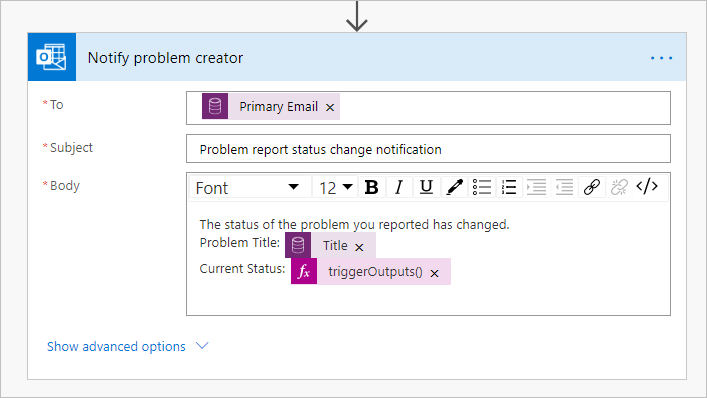 Notify problem creator
*To
Primary Email ×
*Subject
Problem report status change notification
*Body
Font 12 B I U </>
The status of the problem you reported has changed.
Problem Title: Title ×
Current Status: fx triggerOutputs() ×
Show advanced options